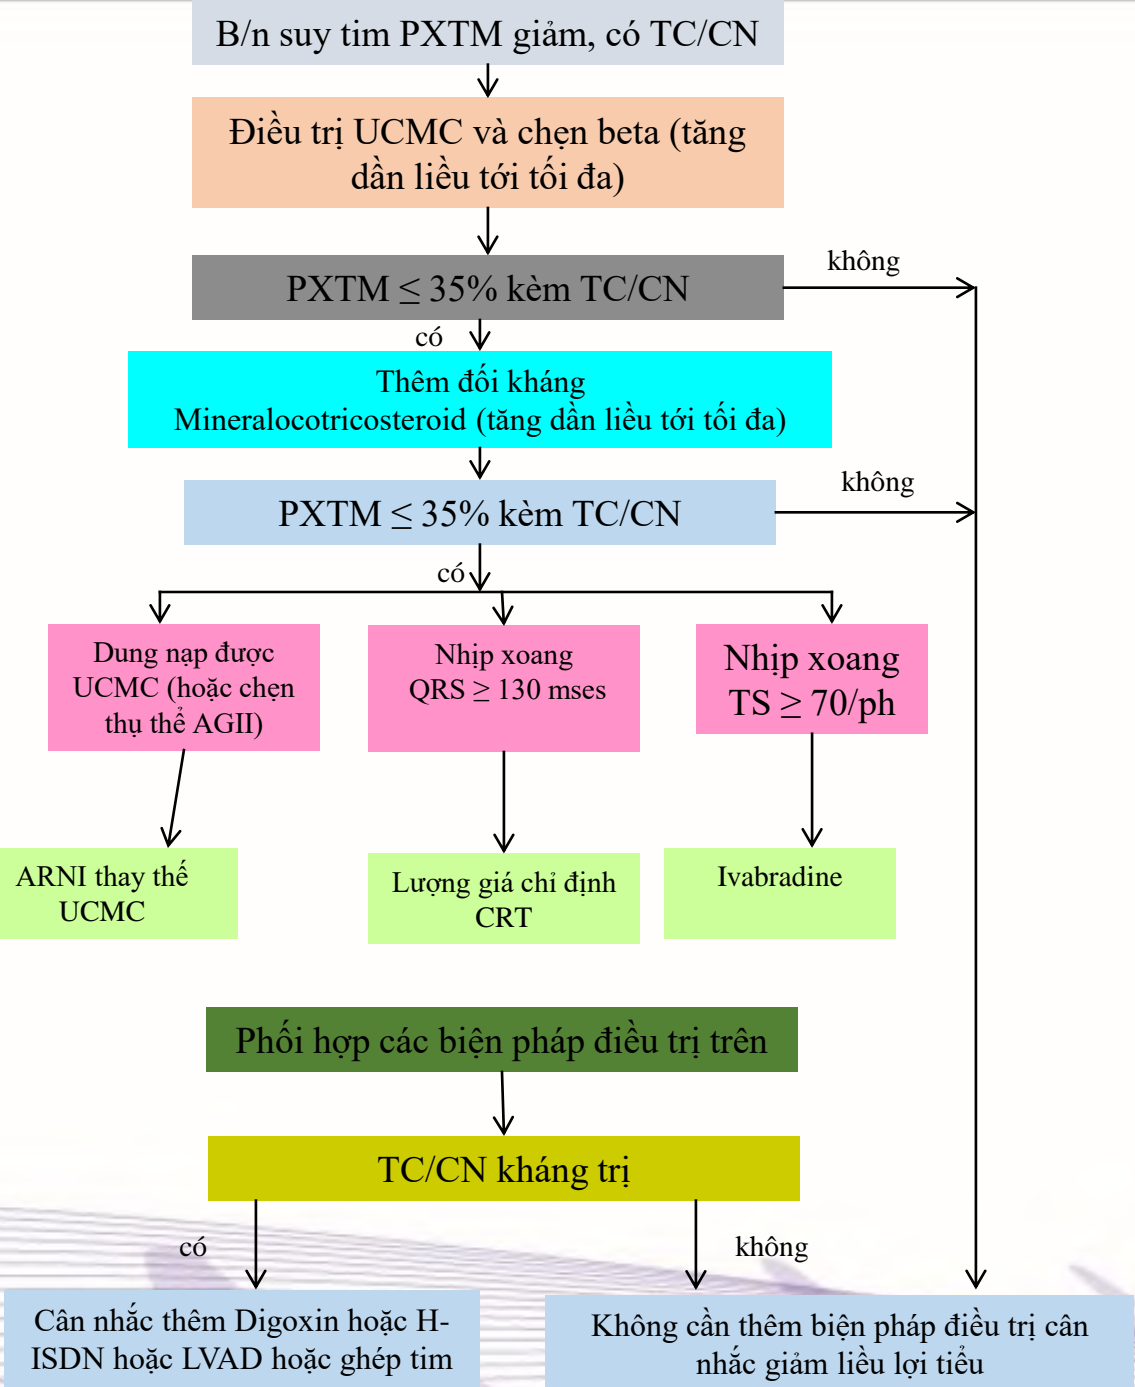 B/n suy tim PXTM giảm, có TC/CN
Điều trị UCMC và chẹn beta (tăng
dần liều tới tối đa)
không
PXTM ≤ 35% kèm TC/CN
có
Thêm đối kháng
Mineralocotricosteroid (tăng dần liều tới tối đa)
không
PXTM ≤ 35% kèm TC/CN
có
Dung nạp được
UCMC (hoặc chẹn
thụ thể AGII)
Nhịp xoang
QRS ≥ 130 mses
Nhịp xoang
TS ≥ 70/ph
ARNI thay thế
UCMC
Lượng giá chỉ định
CRT
Ivabradine
Phối hợp các biện pháp điều trị trên
TC/CN kháng trị
có
không
Cân nhắc thêm Digoxin hoặc H-
ISDN hoặc LVAD hoặc ghép tim
Không cần thêm biện pháp điều trị cân
nhắc giảm liều lợi tiểu